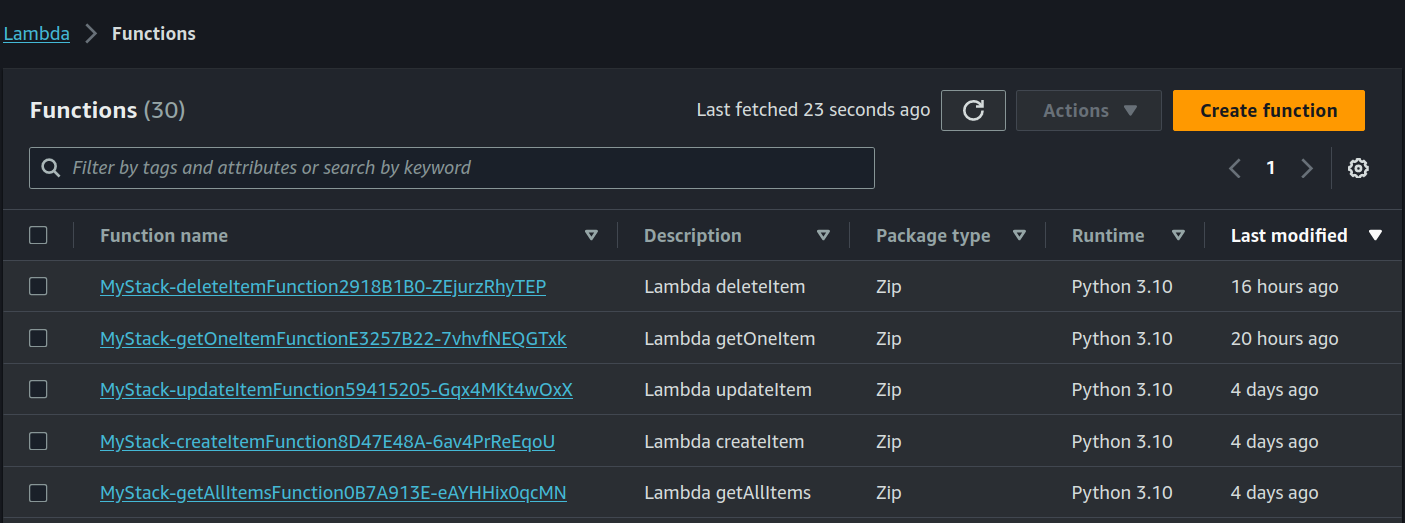 Lambda Functions
Functions (30) Last fetched 23 seconds ago Actions Create function
Filter by tags and attributes or search by keyword 1
Function name Description Package type Runtime Last modified
MyStack-deleteItemFunction2918B1B0-ZEjurzRhyTEP Lambda deleteItem Zip Python 3.10 16 hours ago
MyStack-getOneItemFunctionE3257B22-7vhvfNEQGTxk Lambda getOneItem Zip Python 3.10 20 hours ago
MyStack-updateItemFunction59415205-Gqx4MKt4wOxX Lambda updateItem Zip Python 3.10 4 days ago
MyStack-createItemFunction8D47E48A-6av4PrReEqoU Lambda createItem Zip Python 3.10 4 days ago
MyStack-getAllItemsFunction0B7A913E-eAYHHix0qcMN Lambda getAllItems Zip Python 3.10 4 days ago